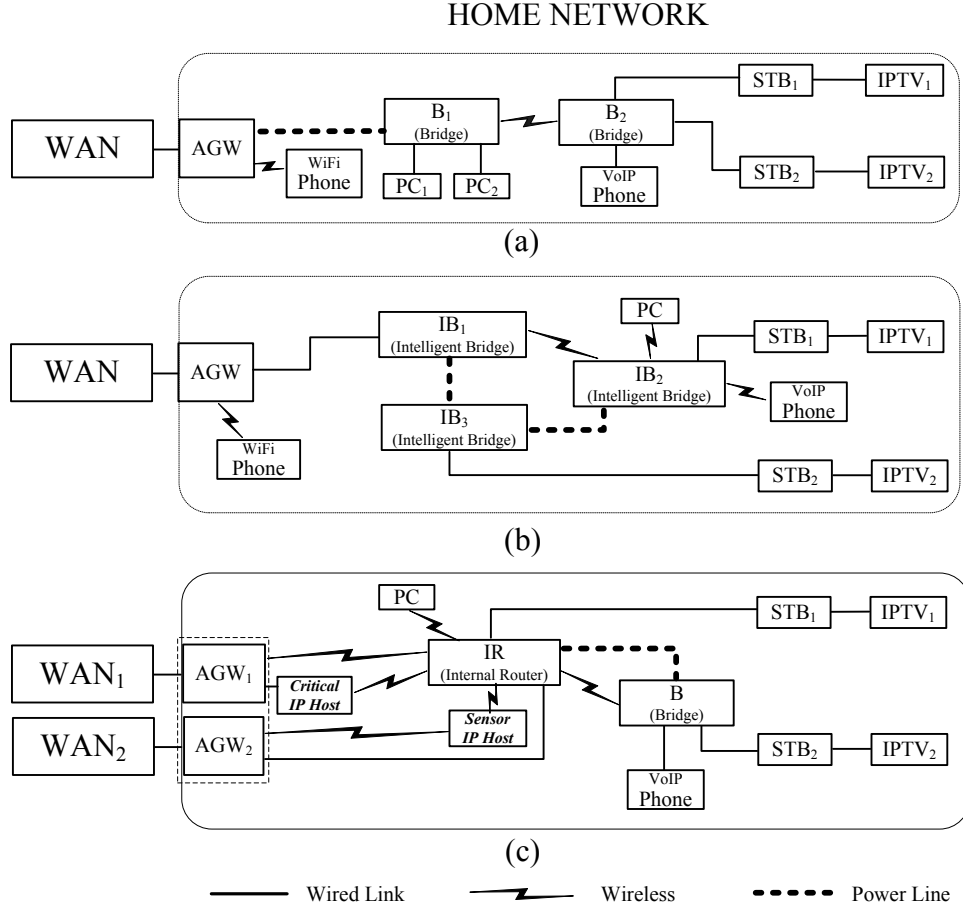 HOME NETWORK
WAN
AGW
WiFi
Phone
B1
(Bridge)
PC1
PC2
B2
(Bridge)
VoIP
Phone
STB1
IPTV1
STB2
IPTV2
(a)
WAN
AGW
WiFi
Phone
IB1
(Intelligent Bridge)
IB3
(Intelligent Bridge)
PC
IB2
(Intelligent Bridge)
STB1
IPTV1
VoIP
Phone
STB2
IPTV2
(b)
WAN1
WAN2
AGW1
AGW2
Critical
IP Host
PC
IR
(Internal Router)
Sensor
IP Host
B
(Bridge)
VoIP
Phone
STB1
IPTV1
STB2
IPTV2
(c)
Wired Link
Wireless
Power Line